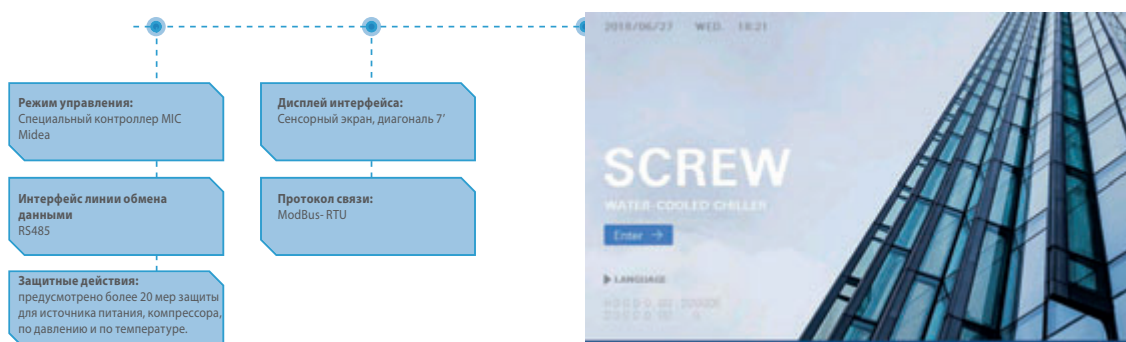 Режим управления:
Специальный контроллер MIC
Midea
Интерфейс линии обмена
данными
RS485
Защитные действия:
предусмотрено более 20 мер защиты
для источника питания, компрессора,
по давлению и по температуре.
Дисплей интерфейса:
Сенсорный экран, диагональ 7’
Протокол связи:
ModBus- RTU
2018/06/27 WED. 18:21
SCREW
WATER-COOLED CHILLER
Enter →
LANGUAGE